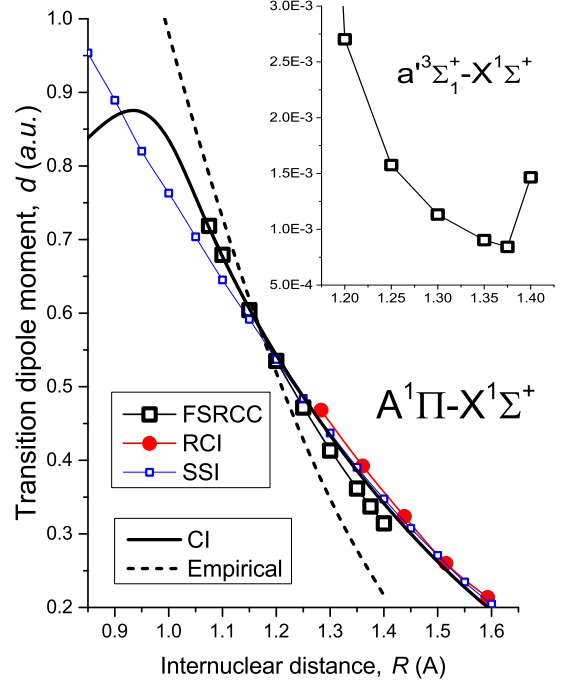 1.0
0.9
0.8
0.7
0.6
0.5
0.4
0.3
0.2
Transition dipole moment, d (a.u.)
3.0E-3
2.5E-3
2.0E-3
1.5E-3
1.0E-3
5.0E-4
1.20 1.25 1.30 1.35 1.40
a'³Σ₁⁺-X¹Σ⁺
A¹Π-X¹Σ⁺
FSRCC
RCI
SSI
CI
Empirical
0.9 1.0 1.1 1.2 1.3 1.4 1.5 1.6
Internuclear distance, R (A)